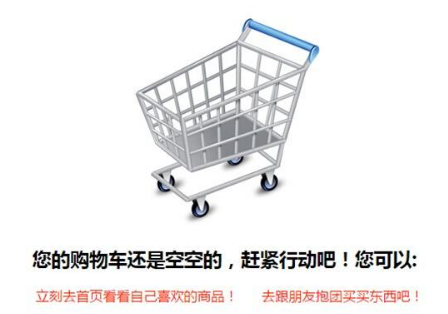 您的购物车还是空空的，赶紧行动吧！您可以:
立刻去首页看看自己喜欢的商品！ 去跟朋友抱团买买东西吧！